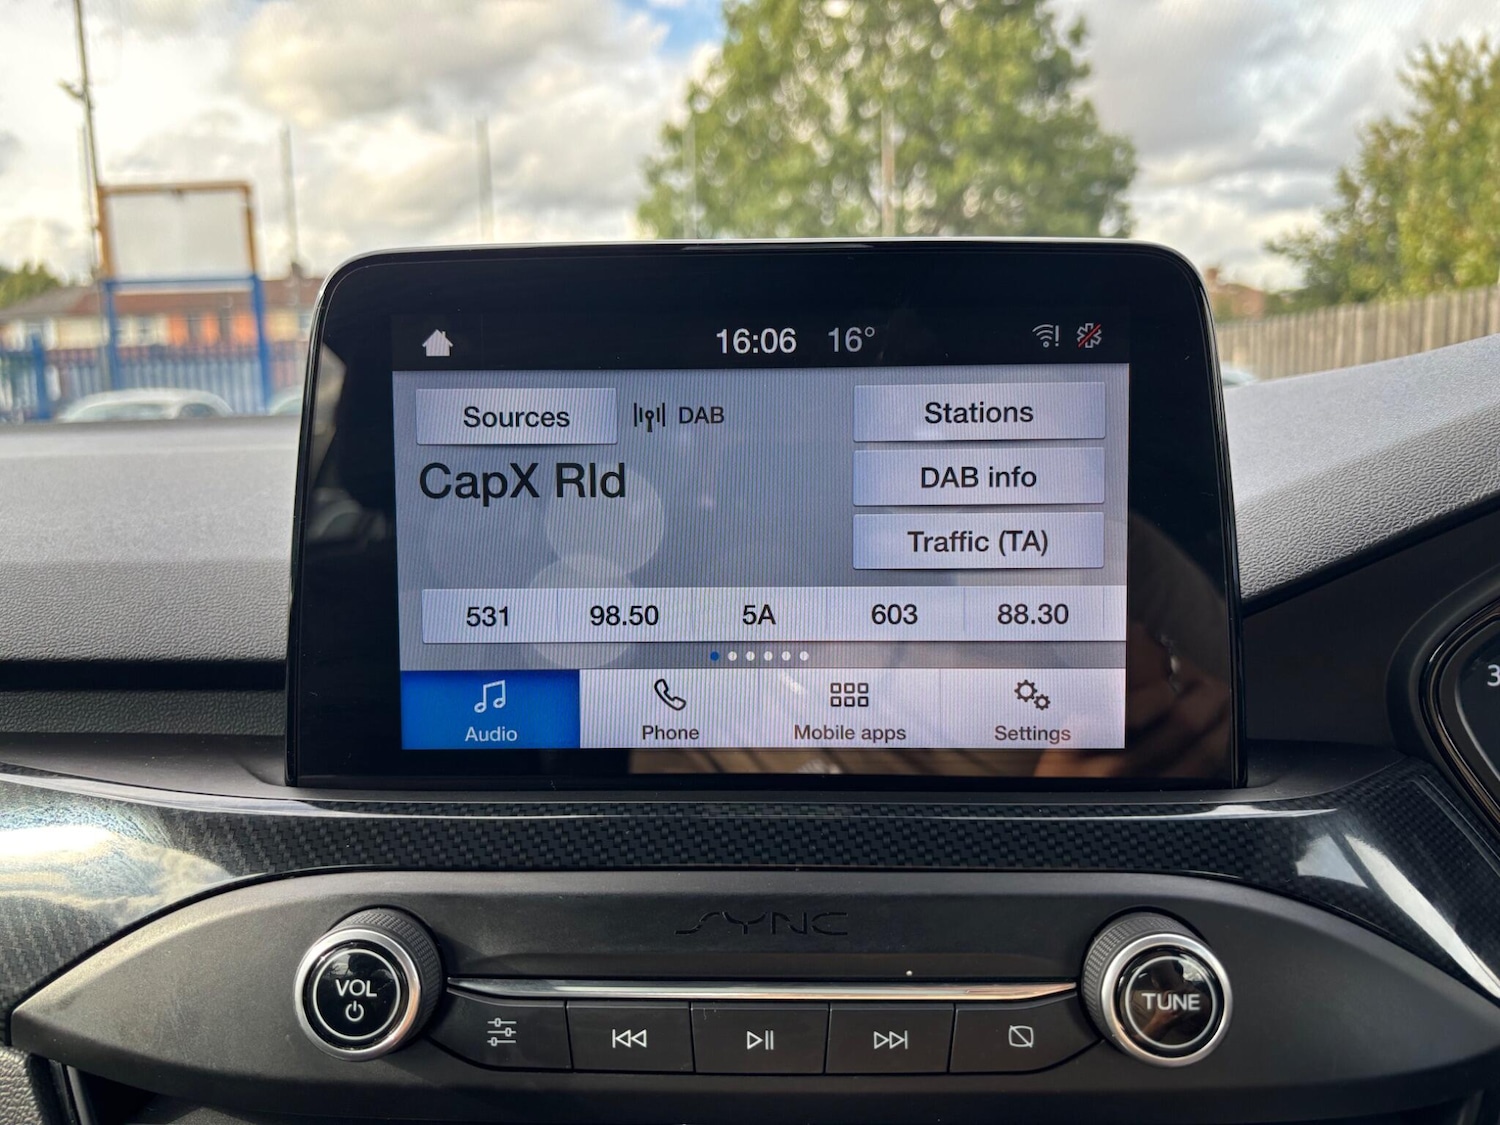 16:06 16°
Sources DAB Stations
CapX Rld
DAB info
Traffic (TA)
531 98.50 5A 603 88.30
Audio Phone Mobile apps Settings
SYNC
VOL
TUNE
3